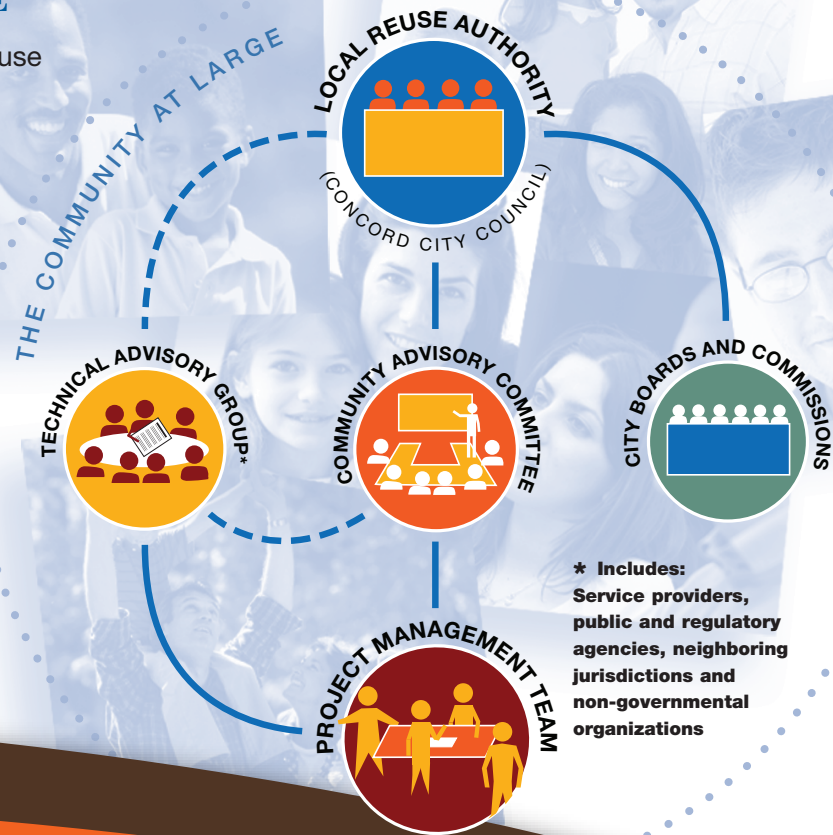 use
THE COMMUNITY AT LARGE
LOCAL REUSE AUTHORITY
(CONCORD CITY COUNCIL)
TECHNICAL ADVISORY GROUP*
COMMUNITY ADVISORY COMMITTEE
CITY BOARDS AND COMMISSIONS
* Includes:
Service providers,
public and regulatory
agencies, neighboring
jurisdictions and
non-governmental
organizations
PROJECT MANAGEMENT TEAM